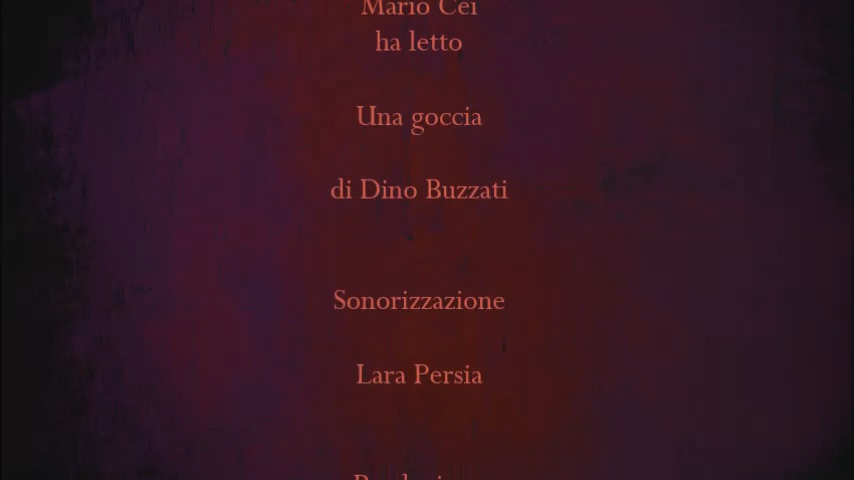 Mario Cei
ha letto
Una goccia
di Dino Buzzati
Sonorizzazione
Lara Persia